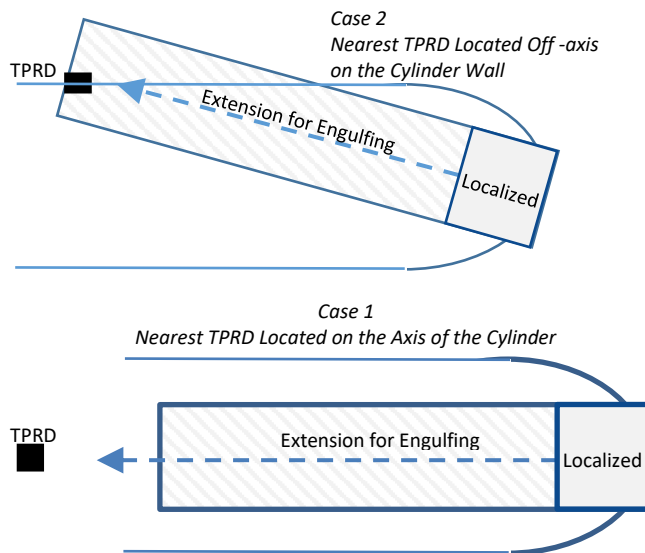 Case 2
Nearest TPRD Located Off -axis
on the Cylinder Wall
TPRD
Extension for Engulfing
Localized
Case 1
Nearest TPRD Located on the Axis of the Cylinder
TPRD
Extension for Engulfing
Localized